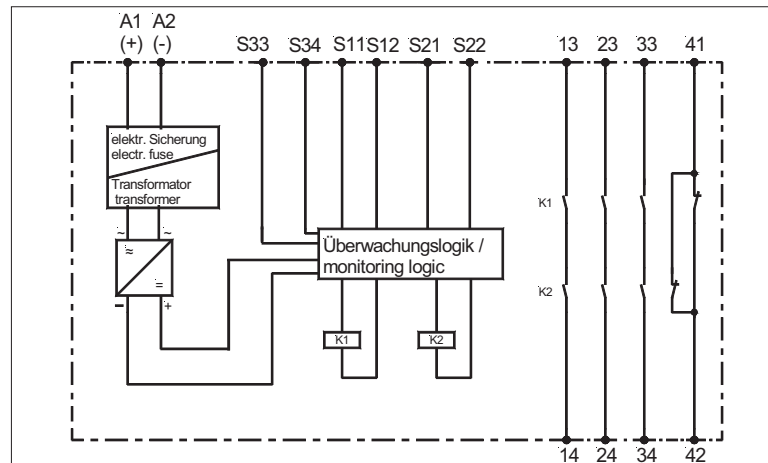 A1 A2
(+) (-) S33 S34 S11 S12 S21 S22 13 23 33 41
elektr. Sicherung
electr. fuse
Transformator
transformer
~ ~
≈
=
− +
Überwachungslogik /
monitoring logic
K1
K2
K1 K2
14 24 34 42